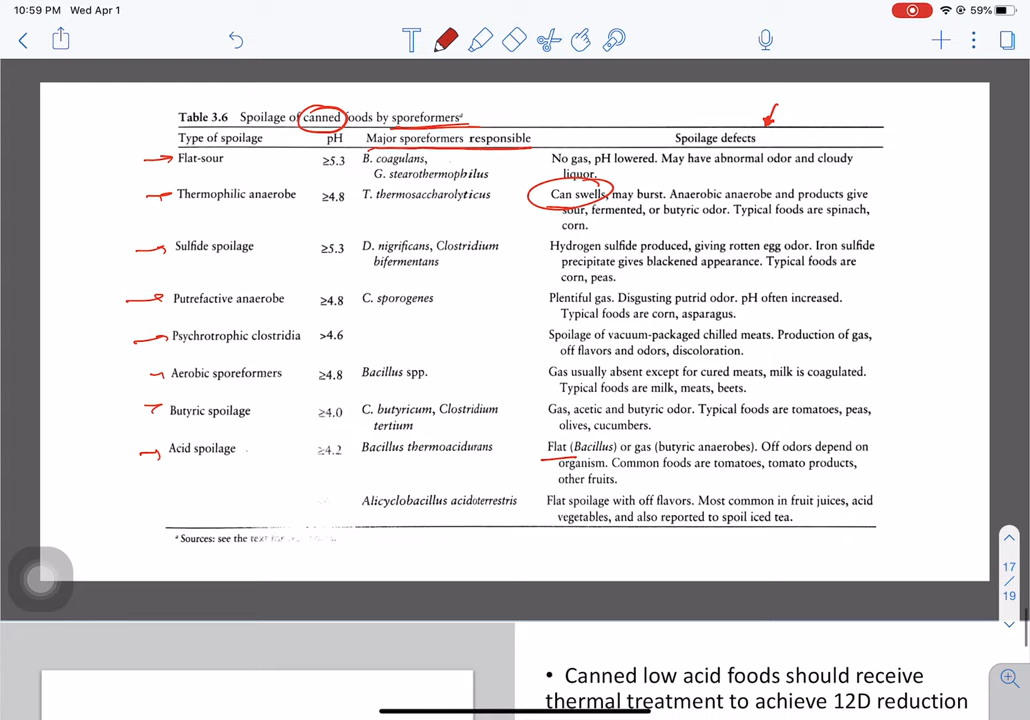 10:59 PM Wed Apr 1
59%
Table 3.6 Spoilage of canned foods by sporeformersᵃ
Type of spoilage pH Major sporeformers responsible Spoilage defects
Flat-sour ≥5.3 B. coagulans, No gas, pH lowered. May have abnormal odor and cloudy
G. stearothermophilus liquor.
Thermophilic anaerobe ≥4.8 T. thermosaccharolyticus Can swells, may burst. Anaerobic anaerobe and products give
sour, fermented, or butyric odor. Typical foods are spinach,
corn.
Sulfide spoilage ≥5.3 D. nigrificans, Clostridium Hydrogen sulfide produced, giving rotten egg odor. Iron sulfide
bifermentans precipitate gives blackened appearance. Typical foods are
corn, peas.
Putrefactive anaerobe ≥4.8 C. sporogenes Plentiful gas. Disgusting putrid odor. pH often increased.
Typical foods are corn, asparagus.
Psychrotrophic clostridia >4.6 Spoilage of vacuum-packaged chilled meats. Production of gas,
off flavors and odors, discoloration.
Aerobic sporeformers ≥4.8 Bacillus spp. Gas usually absent except for cured meats, milk is coagulated.
Typical foods are milk, meats, beets.
Butyric spoilage ≥4.0 C. butyricum, Clostridium Gas, acetic and butyric odor. Typical foods are tomatoes, peas,
tertium olives, cucumbers.
Acid spoilage ≥4.2 Bacillus thermoacidurans Flat (Bacillus) or gas (butyric anaerobes). Off odors depend on
organism. Common foods are tomatoes, tomato products,
other fruits.
Alicyclobacillus acidoterrestris Flat spoilage with off flavors. Most common in fruit juices, acid
vegetables, and also reported to spoil iced tea.
ᵃ Sources: see the text for
17
/
19
• Canned low acid foods should receive
thermal treatment to achieve 12D reduction